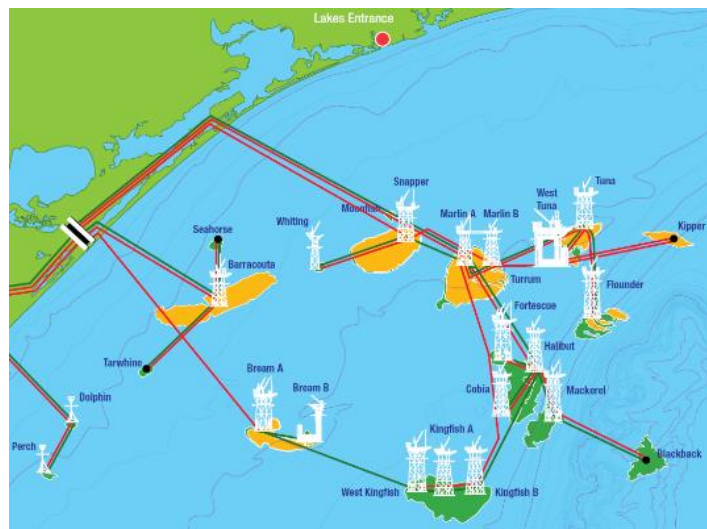 Lakes Entrance
Snapper
Moonfish
Marlin A
Marlin B
West
Tuna
Tuna
Kipper
Seahorse
Whiting
Barracouta
Turrum
Flounder
Fortescue
Halibut
Tarwhine
Bream A
Bream B
Cobia
Mackerel
Dolphin
Perch
Kingfish A
Blackback
West Kingfish
Kingfish B